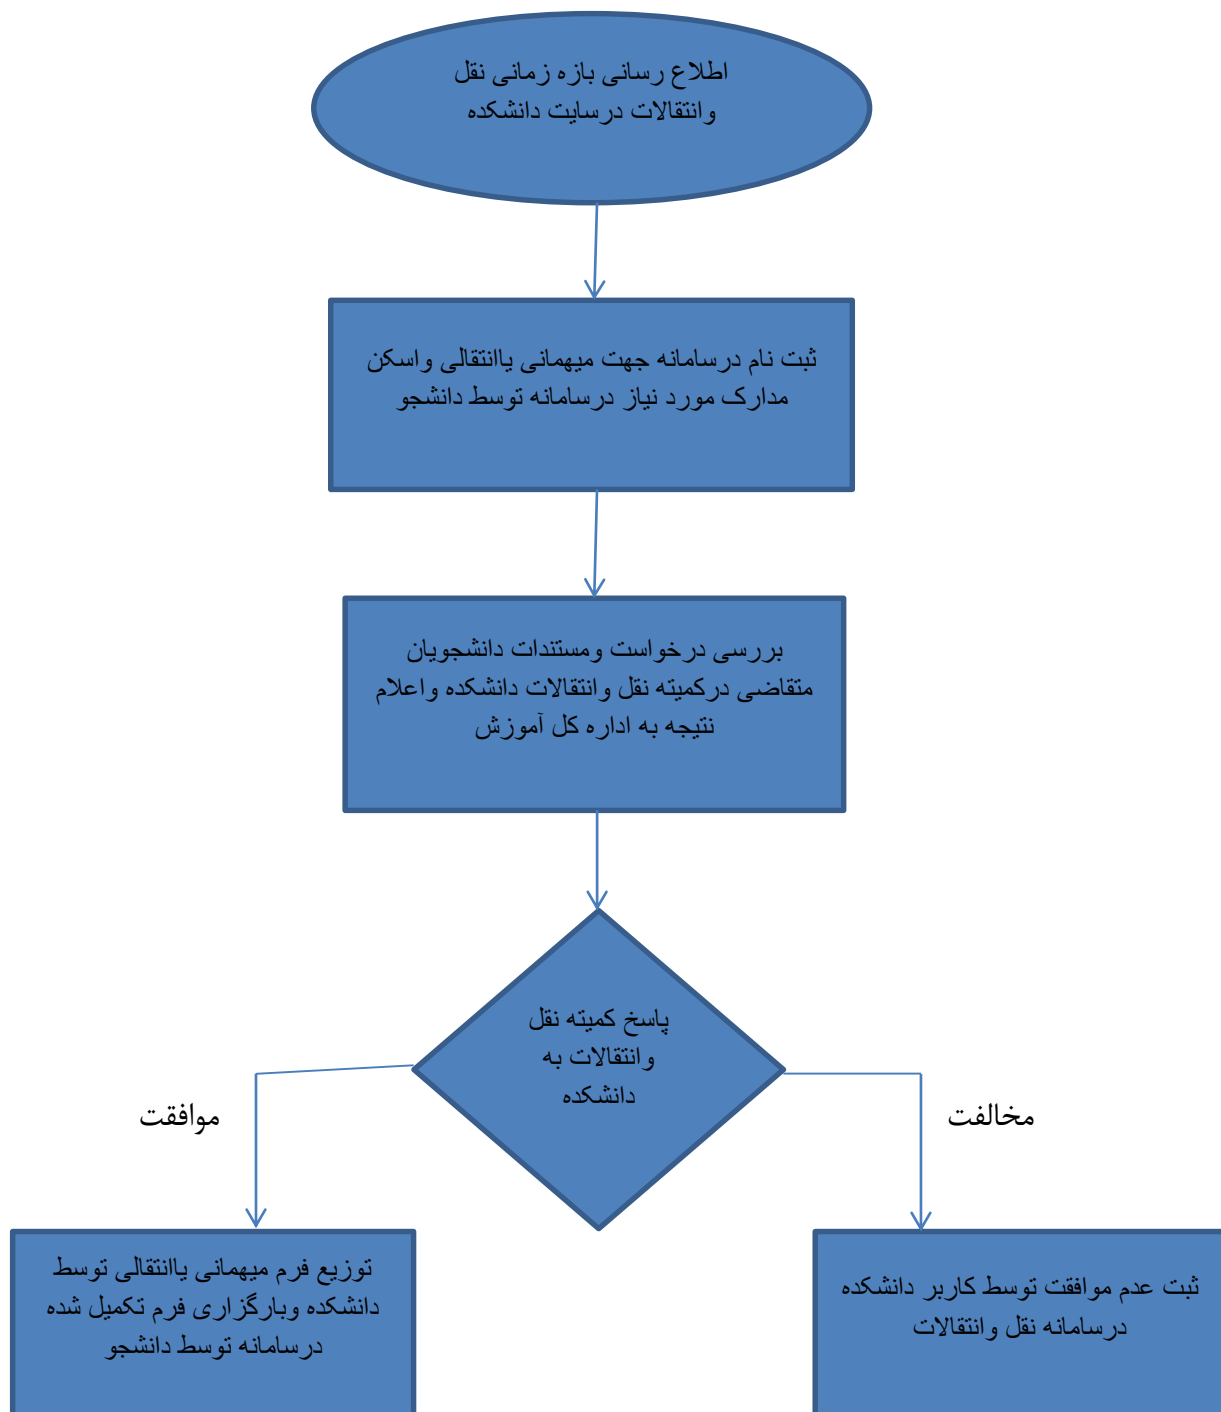 اطلاع رسانی بازه زمانی نقل
وانتقالات درسایت دانشکده
ثبت نام درسامانه جهت میهمانی یاانتقالی واسکن
مدارک مورد نیاز درسامانه توسط دانشجو
بررسی درخواست ومستندات دانشجویان
متقاضی درکمیته نقل وانتقالات دانشکده واعلام
نتیجه به اداره کل آموزش
پاسخ کمیته نقل
وانتقالات به
دانشکده
مخالفت
موافقت
ثبت عدم موافقت توسط کاربر دانشکده
درسامانه نقل وانتقالات
توزیع فرم میهمانی یاانتقالی توسط
دانشکده وبارگزاری فرم تکمیل شده
درسامانه توسط دانشجو